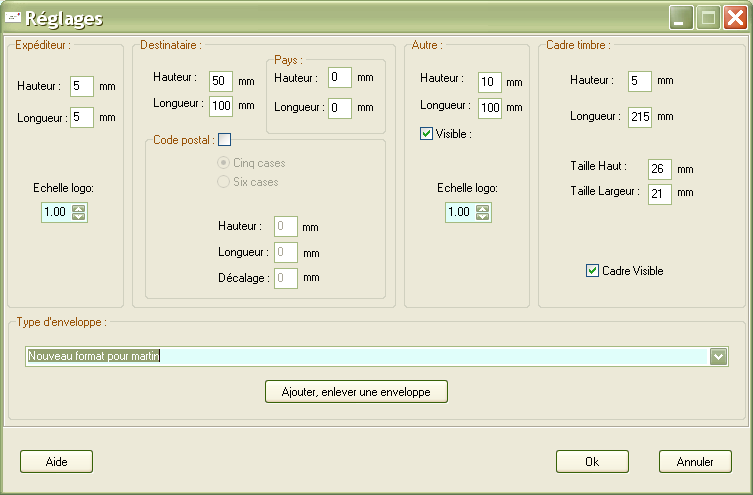 Réglages
Expéditeur :
Hauteur : 5 mm
Longueur : 5 mm
Echelle logo:
1.00
Destinataire :
Hauteur : 50 mm
Longueur : 100 mm
Pays :
Hauteur : 0 mm
Longueur : 0 mm
Code postal :
Cinq cases
Six cases
Hauteur : 0 mm
Longueur : 0 mm
Décalage : 0 mm
Autre :
Hauteur : 10 mm
Longueur : 100 mm
Visible :
Echelle logo:
1.00
Cadre timbre :
Hauteur : 5 mm
Longueur : 215 mm
Taille Haut : 26 mm
Taille Largeur : 21 mm
Cadre Visible
Type d'enveloppe :
Nouveau format pour martin
Ajouter, enlever une enveloppe
Aide
Ok
Annuler